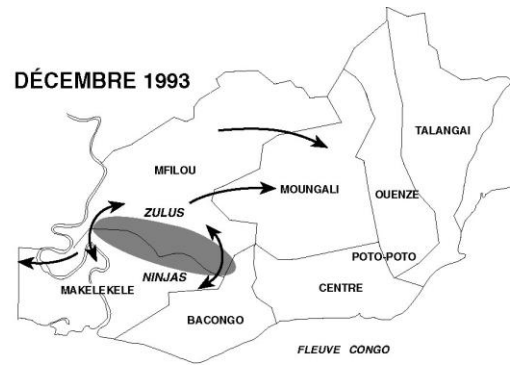 DÉCEMBRE 1993
TALANGAI
MFILOU
MOUNGALI
OUENZE
ZULUS
POTO-POTO
NINJAS
MAKELEKELE
CENTRE
BACONGO
FLEUVE CONGO